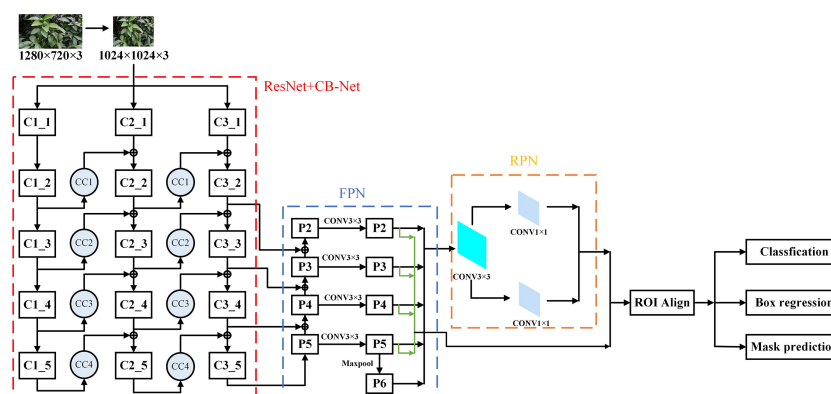 1280×720×3 1024×1024×3
ResNet+CB-Net
C1_1 C2_1 C3_1
RPN
C1_2 CC1 C2_2 CC1 C3_2
FPN
P2 CONV3×3 P2 CONV1×1
C1_3 CC2 C2_3 CC2 C3_3
Classfication
P3 CONV3×3 P3 CONV3×3
C1_4 CC3 C2_4 CC3 C3_4
P4 CONV3×3 P4 ROI Align Box regression
CONV1×1
P5 CONV3×3 P5 Mask prediction
C1_5 CC4 C2_5 CC4 C3_5
Maxpool
P6